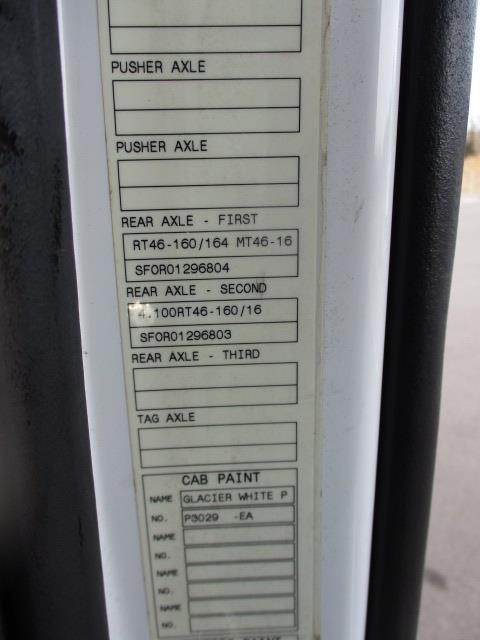 PUSHER AXLE
PUSHER AXLE
REAR AXLE - FIRST
RT46-160/164 MT46-16
SFOR01296804
REAR AXLE - SECOND
4.100RT46-160/16
SFOR01296803
REAR AXLE - THIRD
TAG AXLE
CAB PAINT
NAME GLACIER WHITE P
NO. P3029 -EA
NAME
NO.
NAME
NO.
NAME
NO.
PAINT